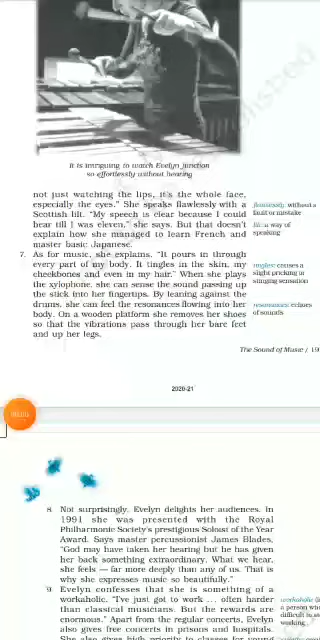 It is intriguing to watch Evelyn function
so effortlessly without hearing
not just watching the lips, it's the whole face,
especially the eyes." She speaks flawlessly with a
Scottish lilt. "My speech is clear because I could
hear till I was eleven," she says. But that doesn't
explain how she managed to learn French and
master basic Japanese.
flawlessly: without a
fault or mistake
lilt: a way of
speaking
7. As for music, she explains, "It pours in through
every part of my body. It tingles in the skin, my
cheekbones and even in my hair." When she plays
the xylophone, she can sense the sound passing up
the stick into her fingertips. By leaning against the
drums, she can feel the resonances flowing into her
body. On a wooden platform she removes her shoes
so that the vibrations pass through her bare feet
and up her legs.
tingles: causes a
slight pricking or
stinging sensation
resonances: echoes
of sounds
The Sound of Music / 19
2020-21
8. Not surprisingly, Evelyn delights her audiences. In
1991 she was presented with the Royal
Philharmonic Society's prestigious Soloist of the Year
Award. Says master percussionist James Blades,
"God may have taken her hearing but he has given
her back something extraordinary. What we hear,
she feels — far more deeply than any of us. That is
why she expresses music so beautifully."
9. Evelyn confesses that she is something of a
workaholic. "I've just got to work ... often harder
than classical musicians. But the rewards are
enormous." Apart from the regular concerts, Evelyn
also gives free concerts in prisons and hospitals.
She also gives high priority to classes for young
workaholic
a person who
difficult to
working